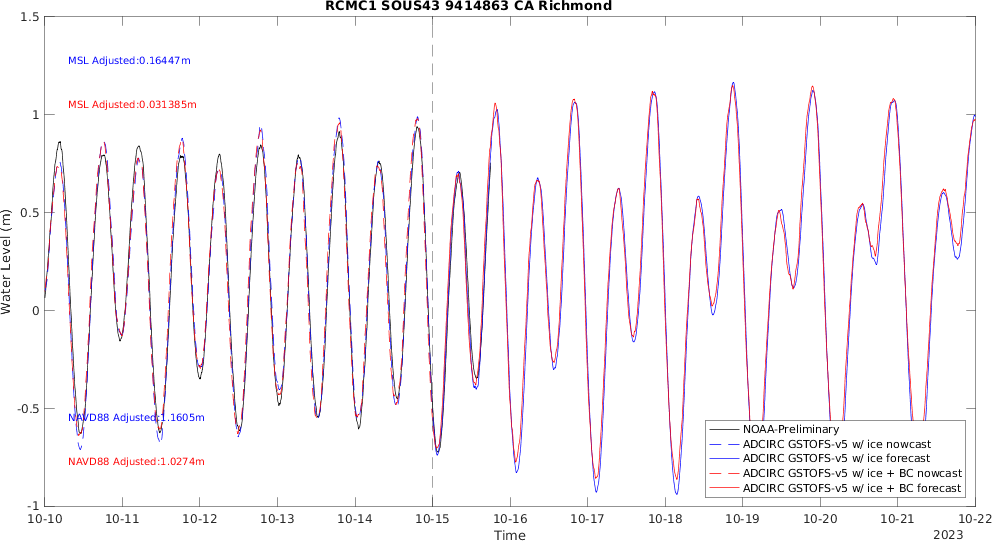 RCMC1 SOUS43 9414863 CA Richmond
1.5
MSL Adjusted:0.16447m
MSL Adjusted:0.031385m
1
0.5
Water Level (m)
0
-0.5
NAVD88 Adjusted:1.1605m
NAVD88 Adjusted:1.0274m
NOAA-Preliminary
ADCIRC GSTOFS-v5 w/ ice nowcast
ADCIRC GSTOFS-v5 w/ ice forecast
ADCIRC GSTOFS-v5 w/ ice + BC nowcast
ADCIRC GSTOFS-v5 w/ ice + BC forecast
-1
10-10 10-11 10-12 10-13 10-14 10-15 10-16 10-17 10-18 10-19 10-20 10-21 10-22
Time
2023